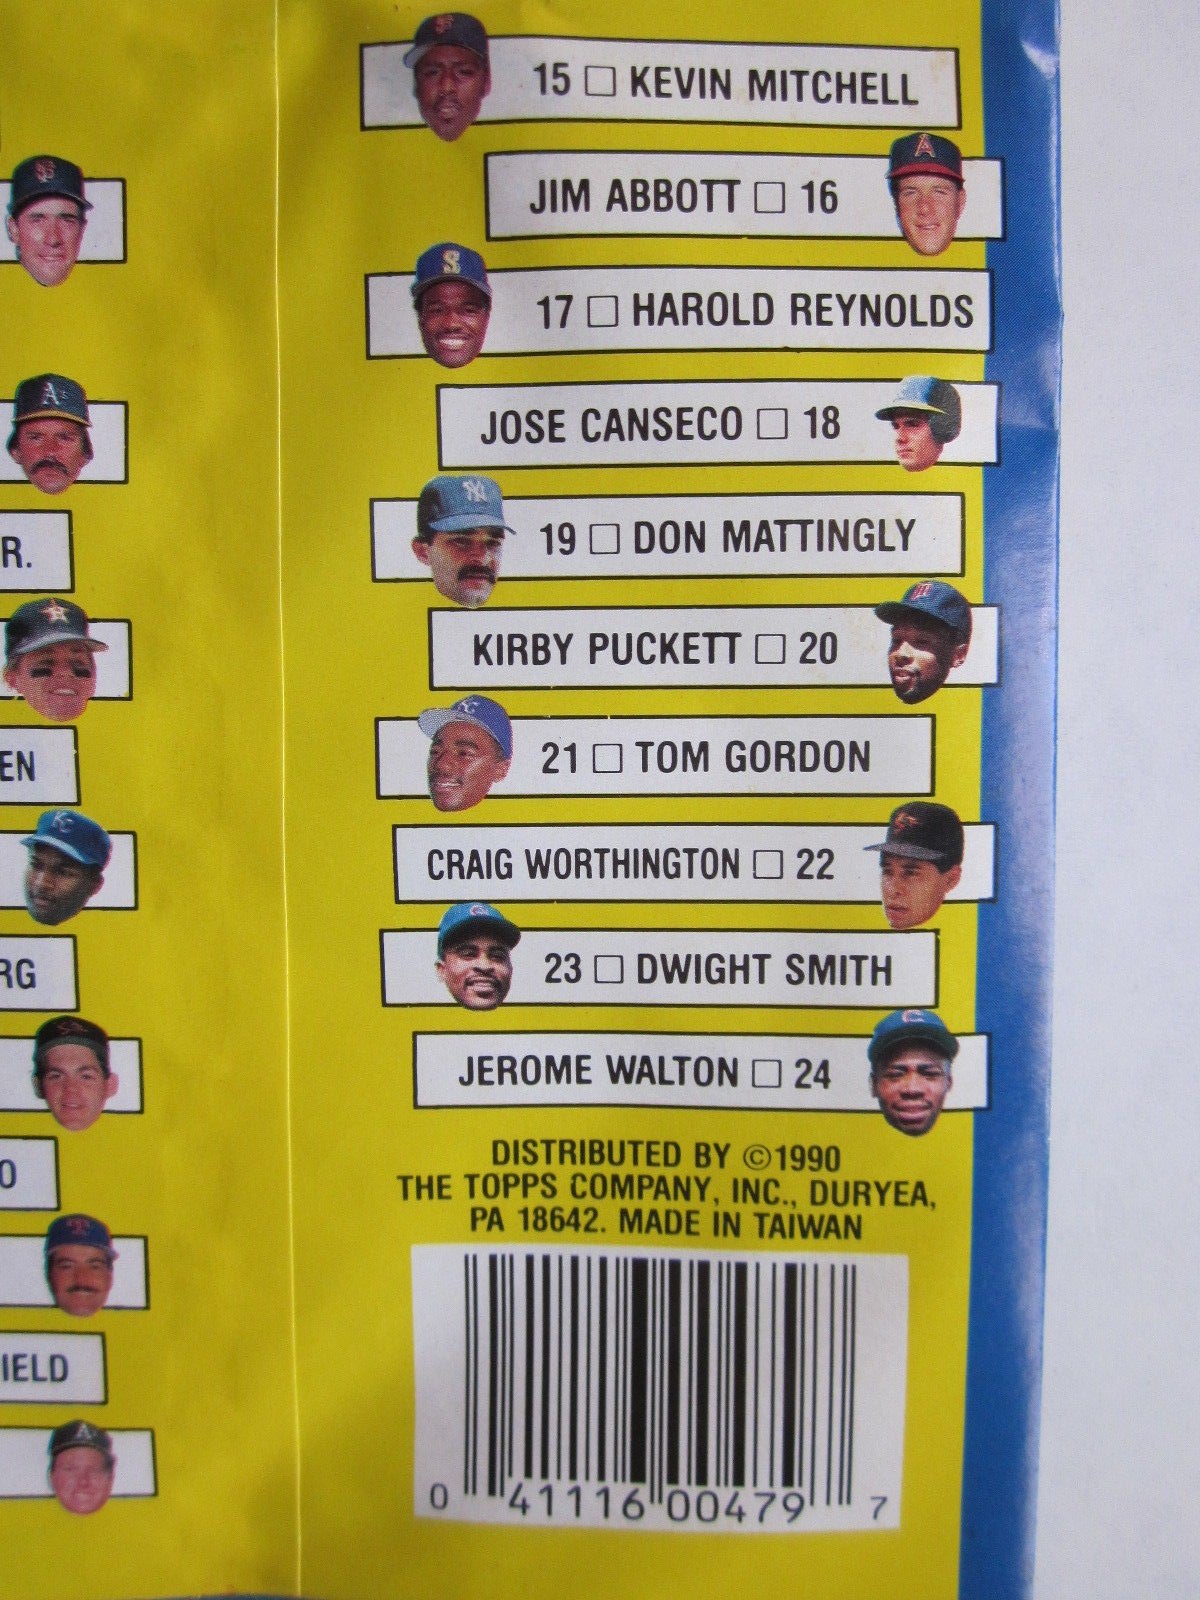 15 □ KEVIN MITCHELL
JIM ABBOTT □ 16
17 □ HAROLD REYNOLDS
JOSE CANSECO □ 18
R.
19 □ DON MATTINGLY
KIRBY PUCKETT □ 20
EN
21 □ TOM GORDON
CRAIG WORTHINGTON □ 22
RG
23 □ DWIGHT SMITH
JEROME WALTON □ 24
O
IELD
DISTRIBUTED BY ©1990
THE TOPPS COMPANY, INC., DURYEA,
PA 18642. MADE IN TAIWAN
0 41116 00479 7